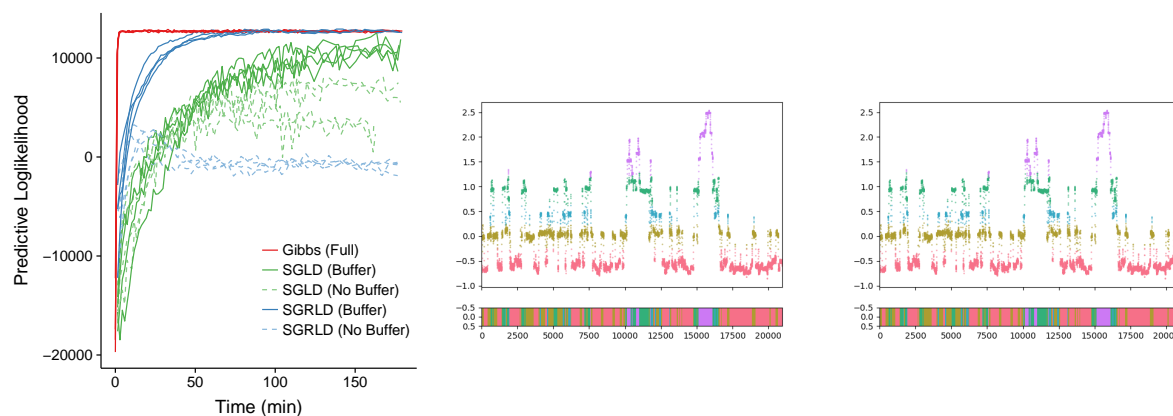 Predictive Loglikelihood
10000
0
−10000
−20000
0 50 100 150
Time (min)
Gibbs (Full)
SGLD (Buffer)
SGLD (No Buffer)
SGRLD (Buffer)
SGRLD (No Buffer)
2.5
2.0
1.5
1.0
0.5
0.0
−0.5
−1.0
−0.5
0.0
0.5
0 2500 5000 7500 10000 12500 15000 17500 20000
2.5
2.0
1.5
1.0
0.5
0.0
−0.5
−1.0
−0.5
0.0
0.5
0 2500 5000 7500 10000 12500 15000 17500 2000